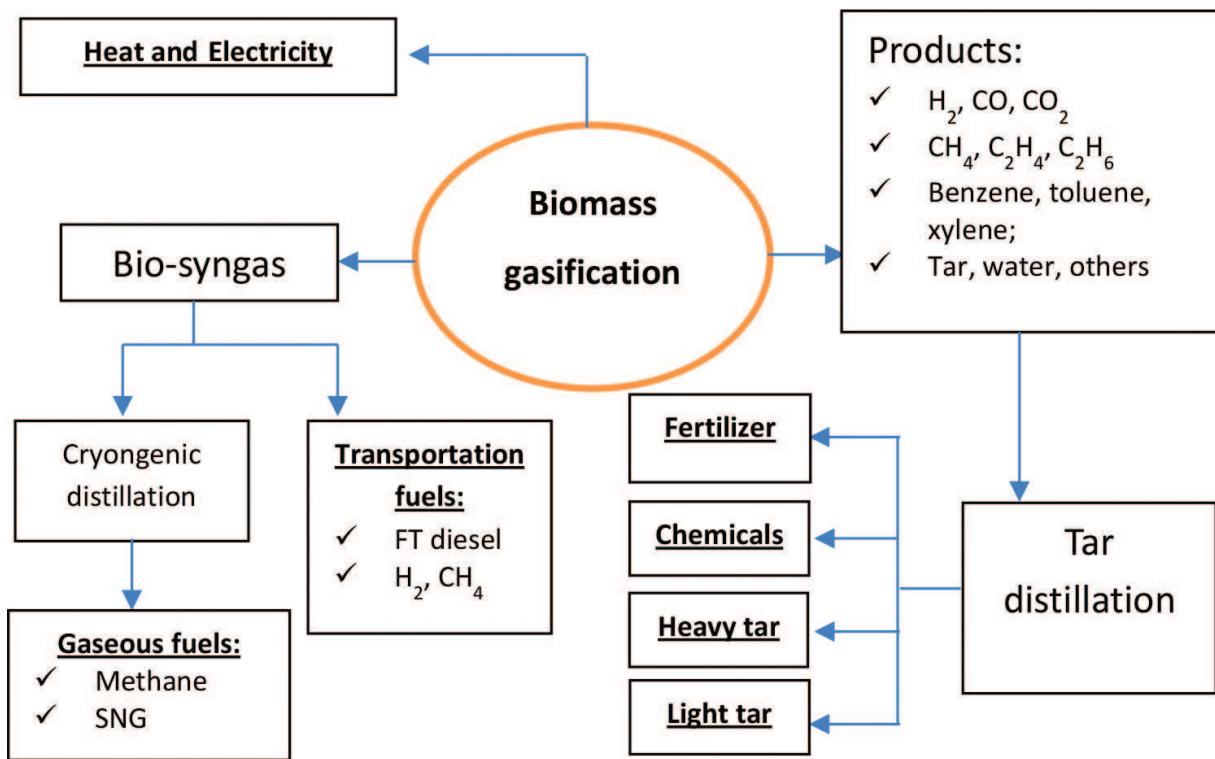 Heat and Electricity
Products:
✓ H₂, CO, CO₂
✓ CH₄, C₂H₄, C₂H₆
✓ Benzene, toluene,
xylene;
✓ Tar, water, others
Biomass
gasification
Bio-syngas
Cryongenic
distillation
Transportation
fuels:
✓ FT diesel
✓ H₂, CH₄
Gaseous fuels:
✓ Methane
✓ SNG
Fertilizer
Chemicals
Heavy tar
Light tar
Tar
distillation